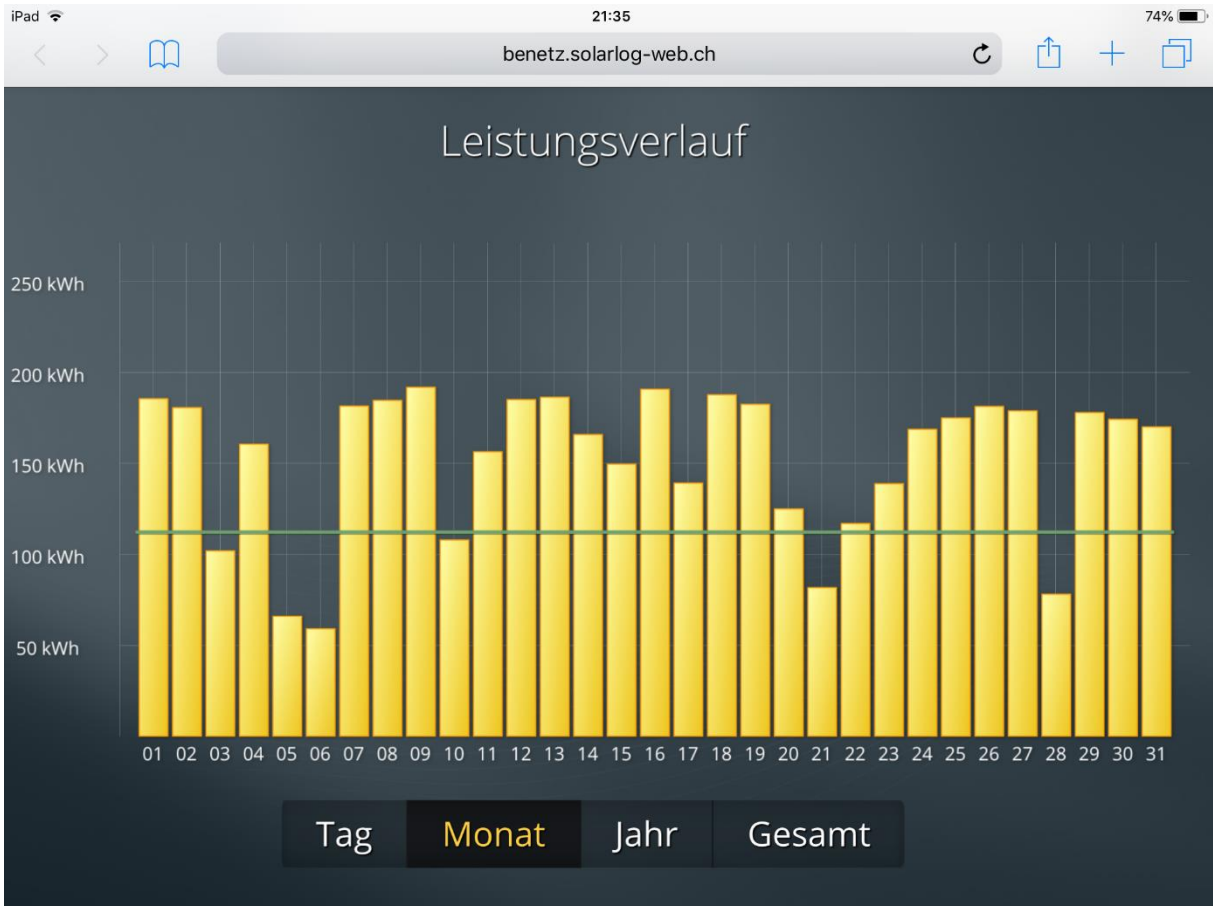 iPad 21:35 74%
benetz.solarlog-web.ch
Leistungsverlauf
250 kWh
200 kWh
150 kWh
100 kWh
50 kWh
01 02 03 04 05 06 07 08 09 10 11 12 13 14 15 16 17 18 19 20 21 22 23 24 25 26 27 28 29 30 31
Tag Monat Jahr Gesamt